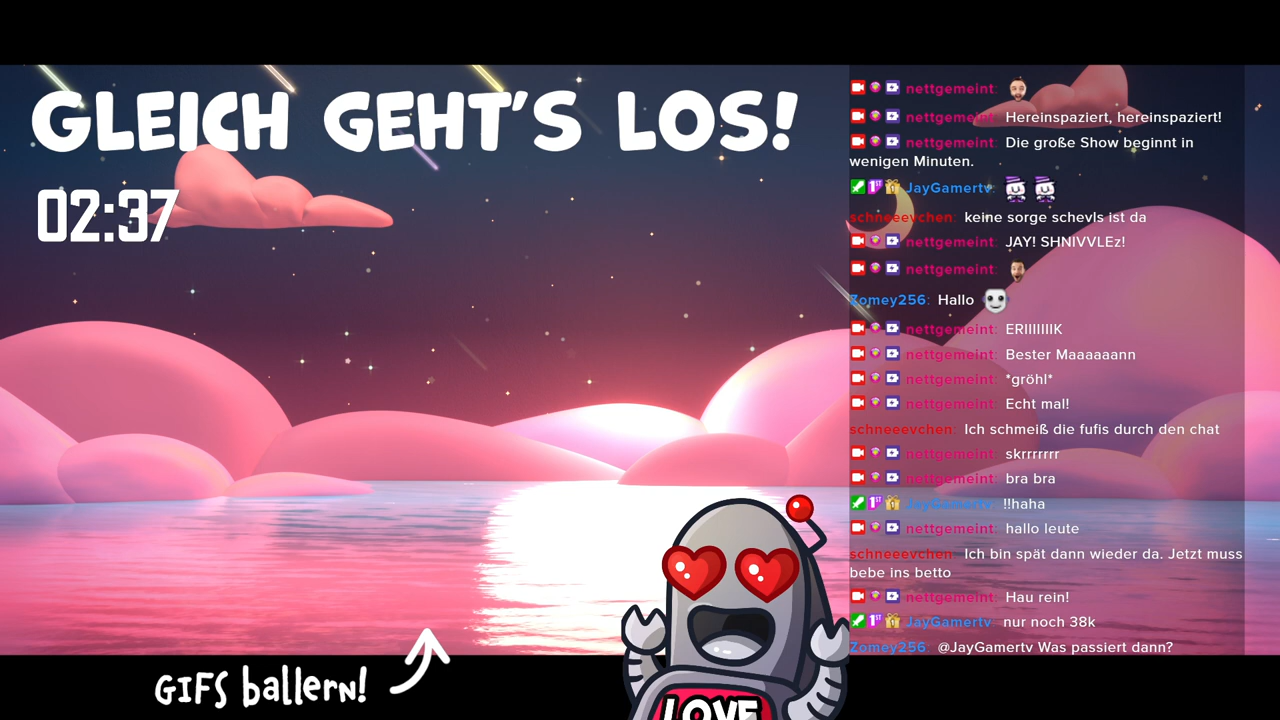 GLEICH GEHT'S LOS!
02:37
nettgemeint:
nettgemeint: Hereinspaziert, hereinspaziert!
nettgemeint: Die große Show beginnt in
wenigen Minuten.
JayGamertv:
schneeevchen: keine sorge schevls ist da
nettgemeint: JAY! SHNIVVLEz!
nettgemeint:
Zomey256: Hallo
nettgemeint: ERIIIIIIIK
nettgemeint: Bester Maaaaaann
nettgemeint: *gröhl*
nettgemeint: Echt mal!
schneeevchen: Ich schmeiß die fufis durch den chat
nettgemeint: skrrrrrrr
nettgemeint: bra bra
JayGamertv: !!haha
nettgemeint: hallo leute
schneeevchen: Ich bin spät dann wieder da. Jetzt muss
bebe ins betto
nettgemeint: Hau rein!
JayGamertv: nur noch 38k
Zomey256: @JayGamertv Was passiert dann?
GIFS ballern!
LOVE